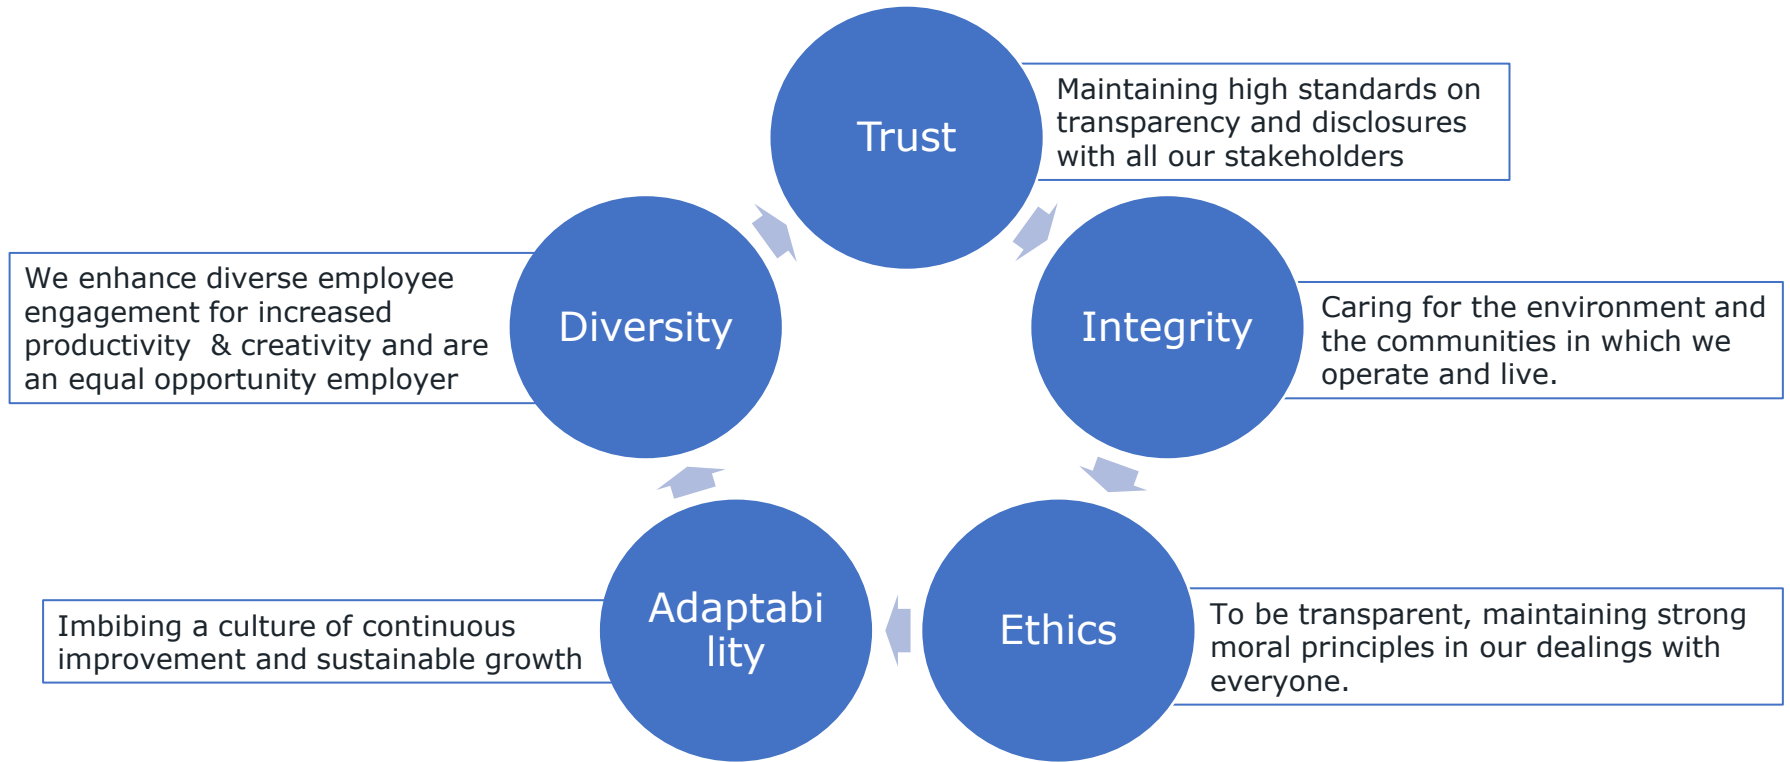 Trust
Maintaining high standards on
transparency and disclosures
with all our stakeholders
Integrity
Caring for the environment and
the communities in which we
operate and live.
Ethics
To be transparent, maintaining strong
moral principles in our dealings with
everyone.
Adaptabi
lity
Imbibing a culture of continuous
improvement and sustainable growth
Diversity
We enhance diverse employee
engagement for increased
productivity  & creativity and are
an equal opportunity employer